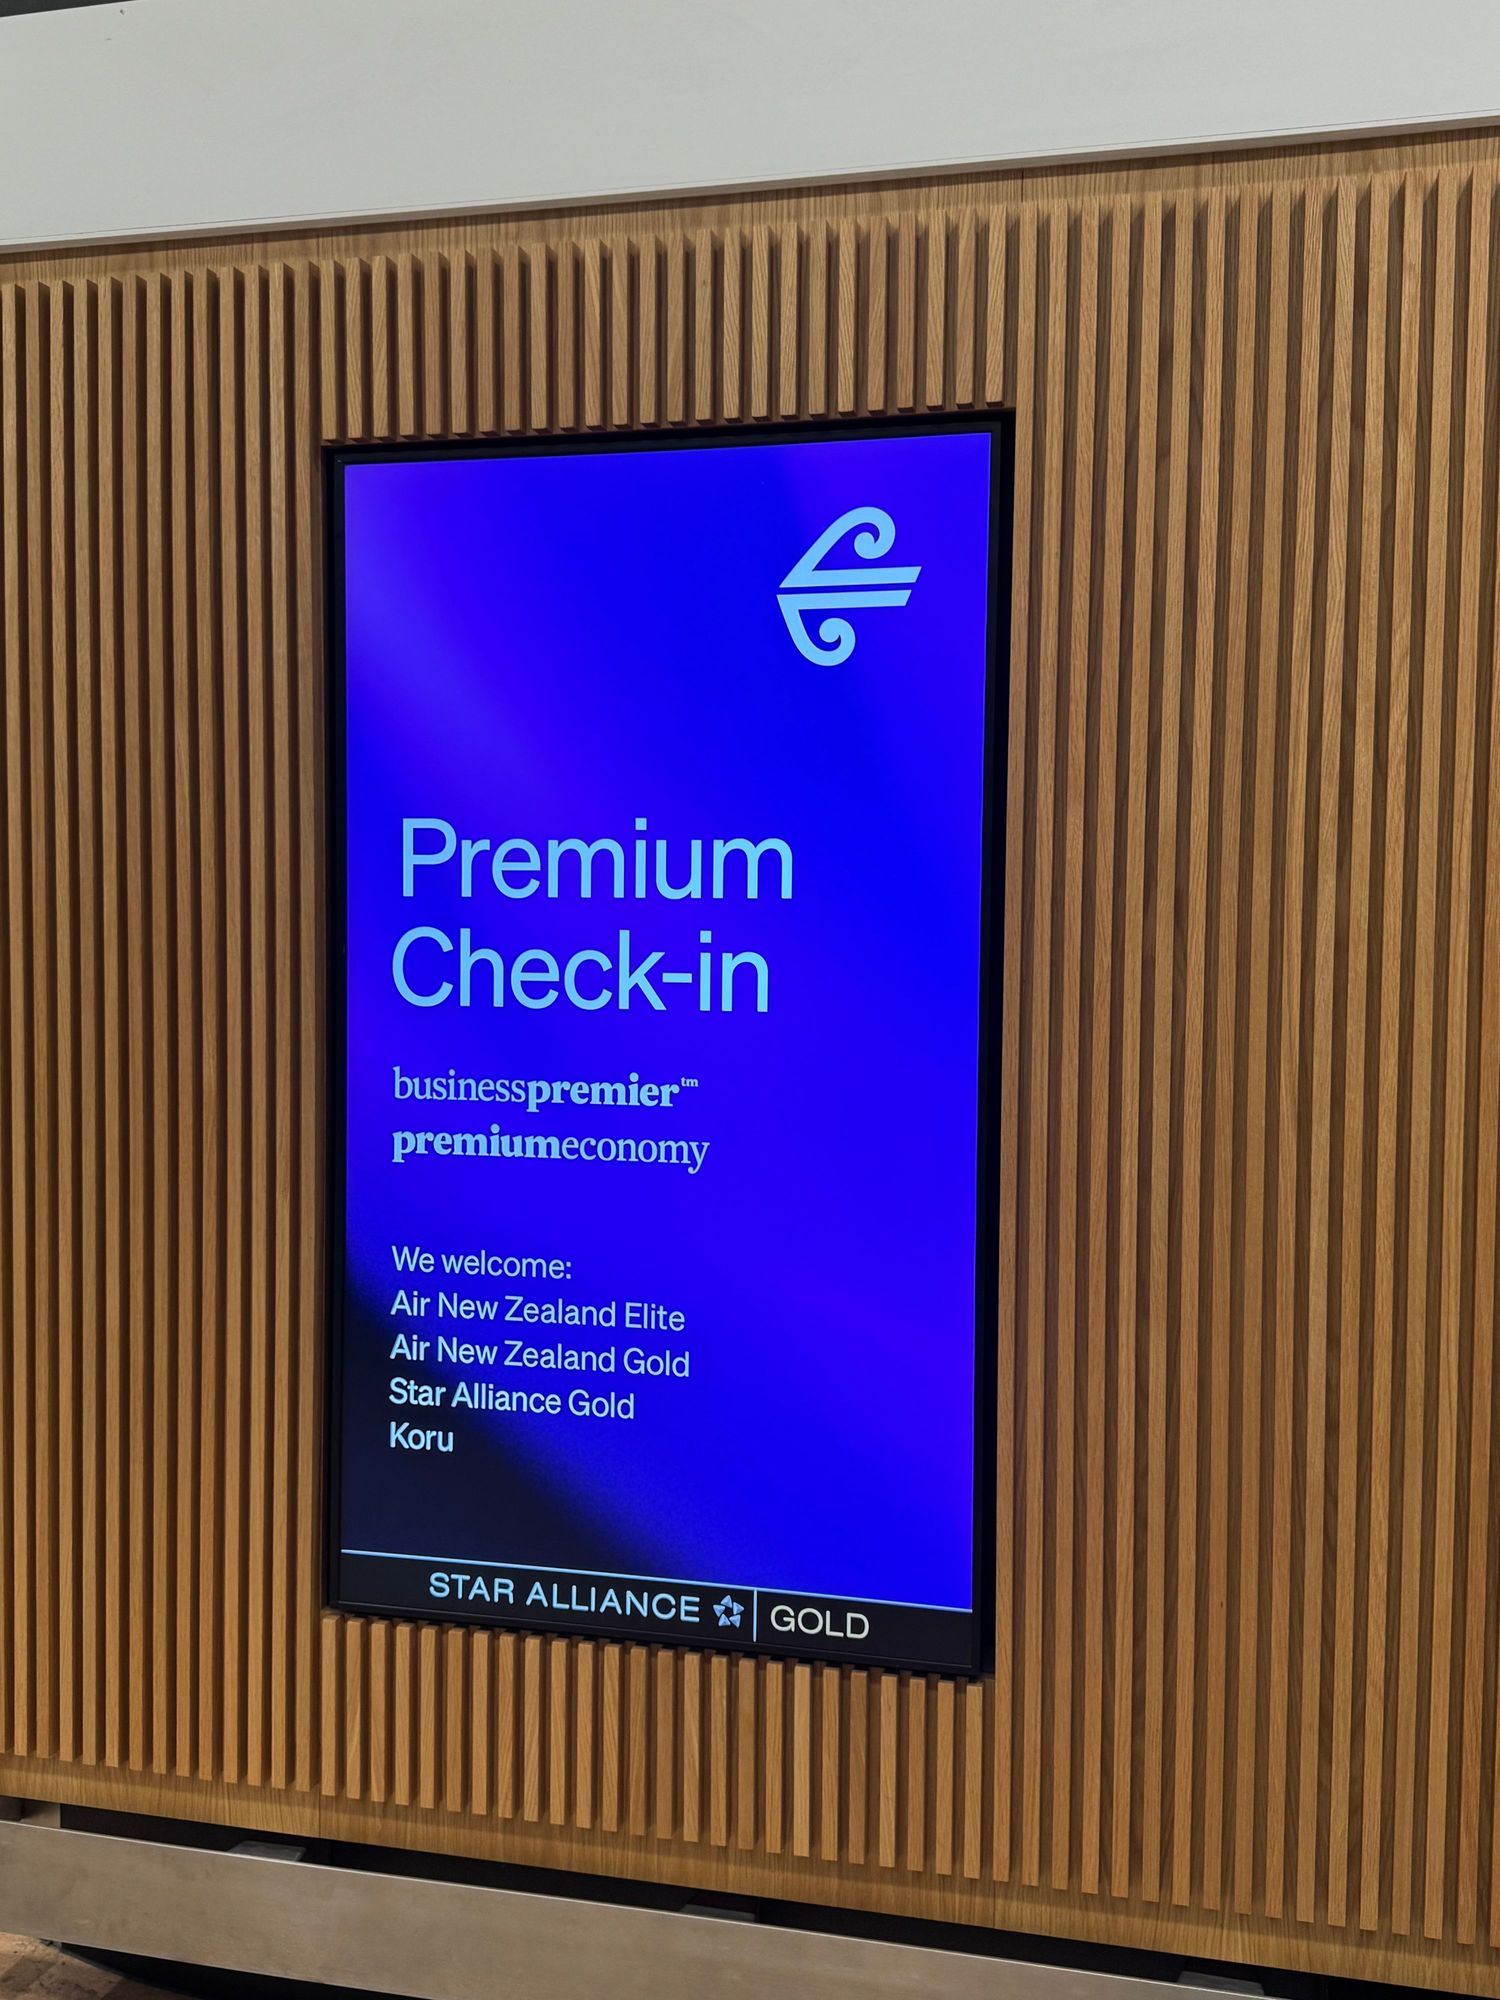 Premium
Check-in
businesspremier™
premiumeconomy
We welcome:
Air New Zealand Elite
Air New Zealand Gold
Star Alliance Gold
Koru
STAR ALLIANCE GOLD